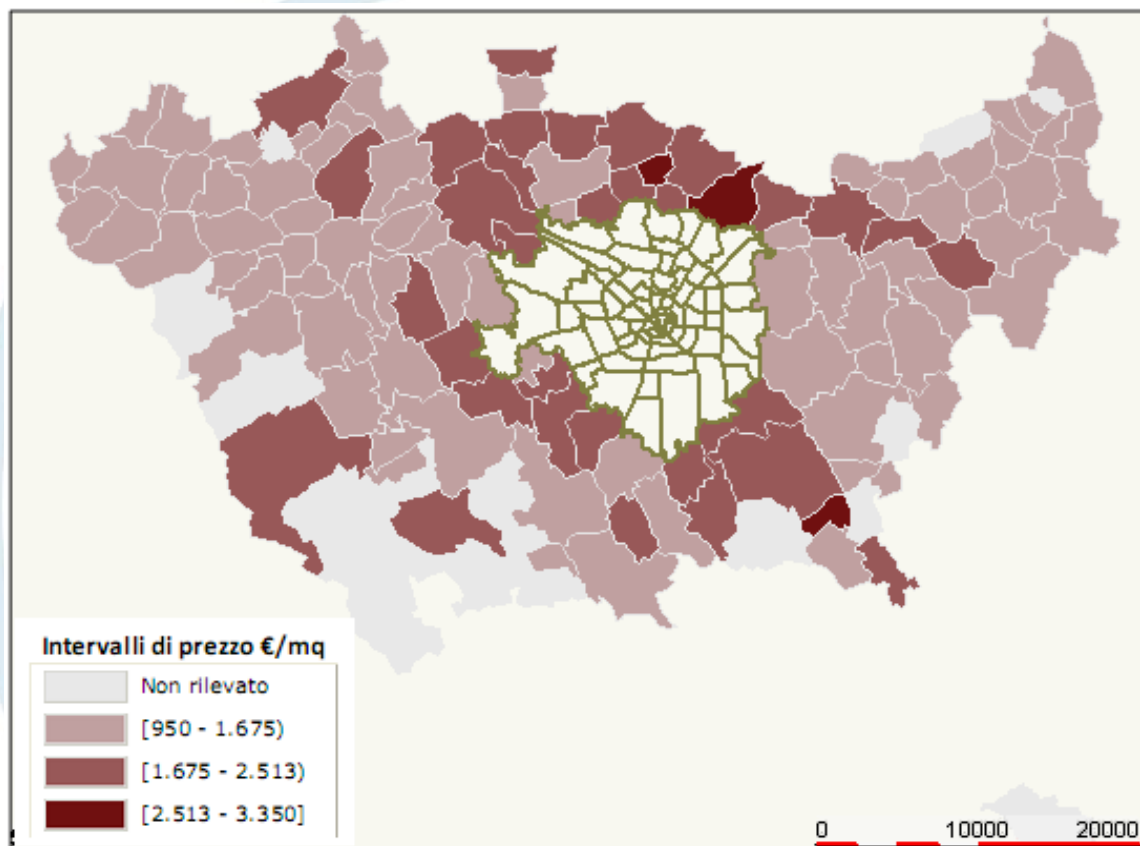 Intervalli di prezzo €/mq
Non rilevato
[950 - 1.675)
[1.675 - 2.513)
[2.513 - 3.350]
0 10000 20000